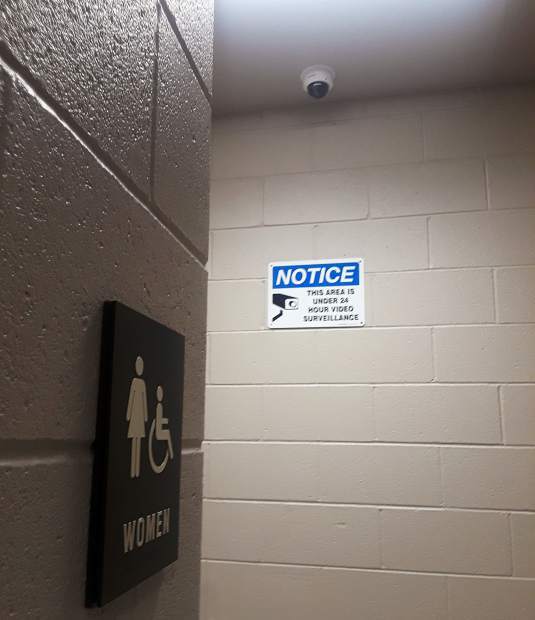 NOTICE
THIS AREA IS
UNDER 24
HOUR VIDEO
SURVEILLANCE
WOMEN